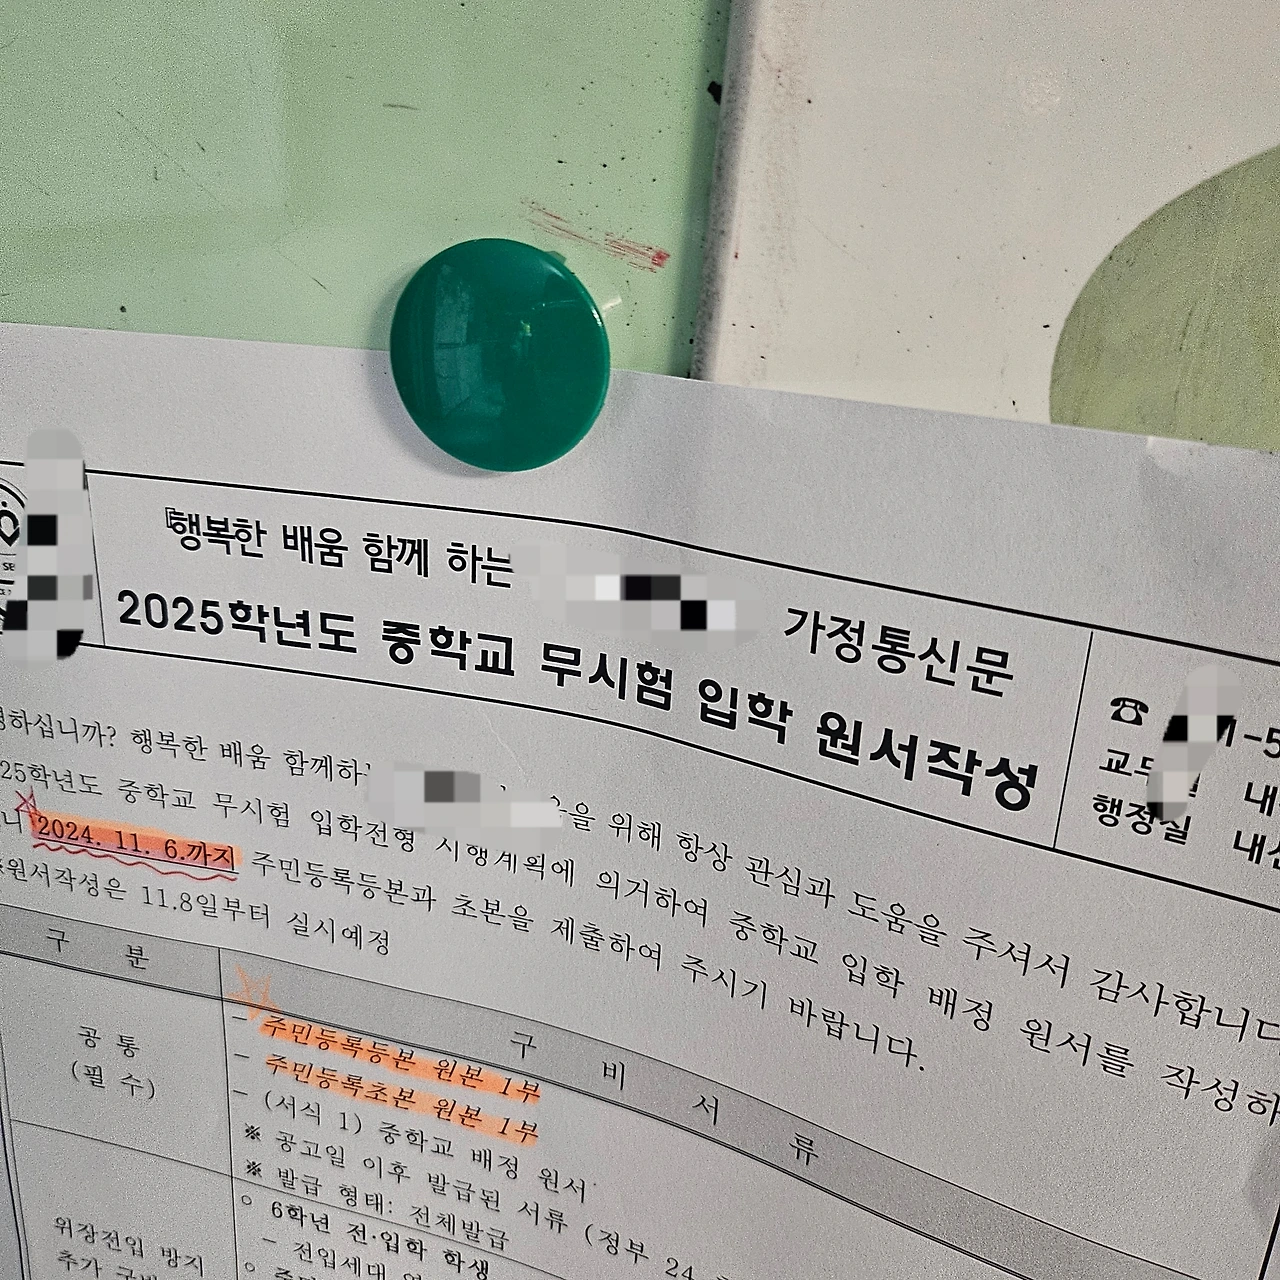 『행복한 배움 함께 하는
가정통신문
2025학년도 중학교 무시험 입학 원서작성
☎ 1-5
행정실
하십니까? 행복한 배움 함께하 을 위해 항상 관심과 도움을 주셔서 감사합니다
25학년도 중학교 무시험 입학전형 시행계획에 의거하여 중학교 입학 배정 원서를 작성하
니 2024. 11. 6.까지 주민등록등본과 초본을 제출하여 주시기 바랍니다.
※원서작성은 11.8일부터 실시예정
구 분
구 비 서 류
공 통
(필 수)
- 주민등록등본 원본 1부
- 주민등록초본 원본 1부
- (서식 1) 중학교 배정 원서
※ 공고일 이후 발급된 서류 (정부 24
※ 발급 형태: 전체발급
위장전입 방지
추가
○ 6학년 전·입학 학생
- 전입세대